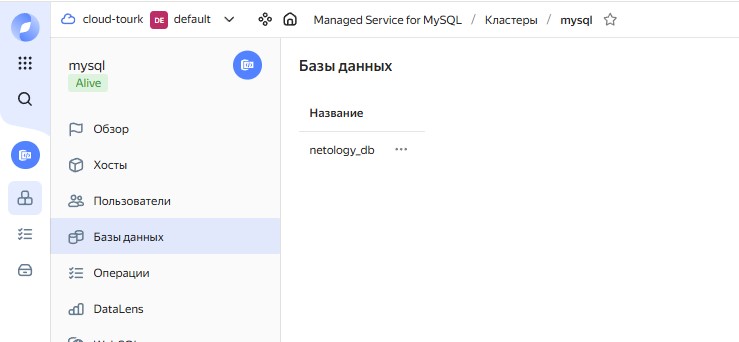 cloud-tourk DE default Managed Service for MySQL / Кластеры / mysql
mysql
Alive
Обзор
Хосты
Пользователи
Базы данных
Операции
DataLens
WebSQL
Базы данных
Название
netology_db